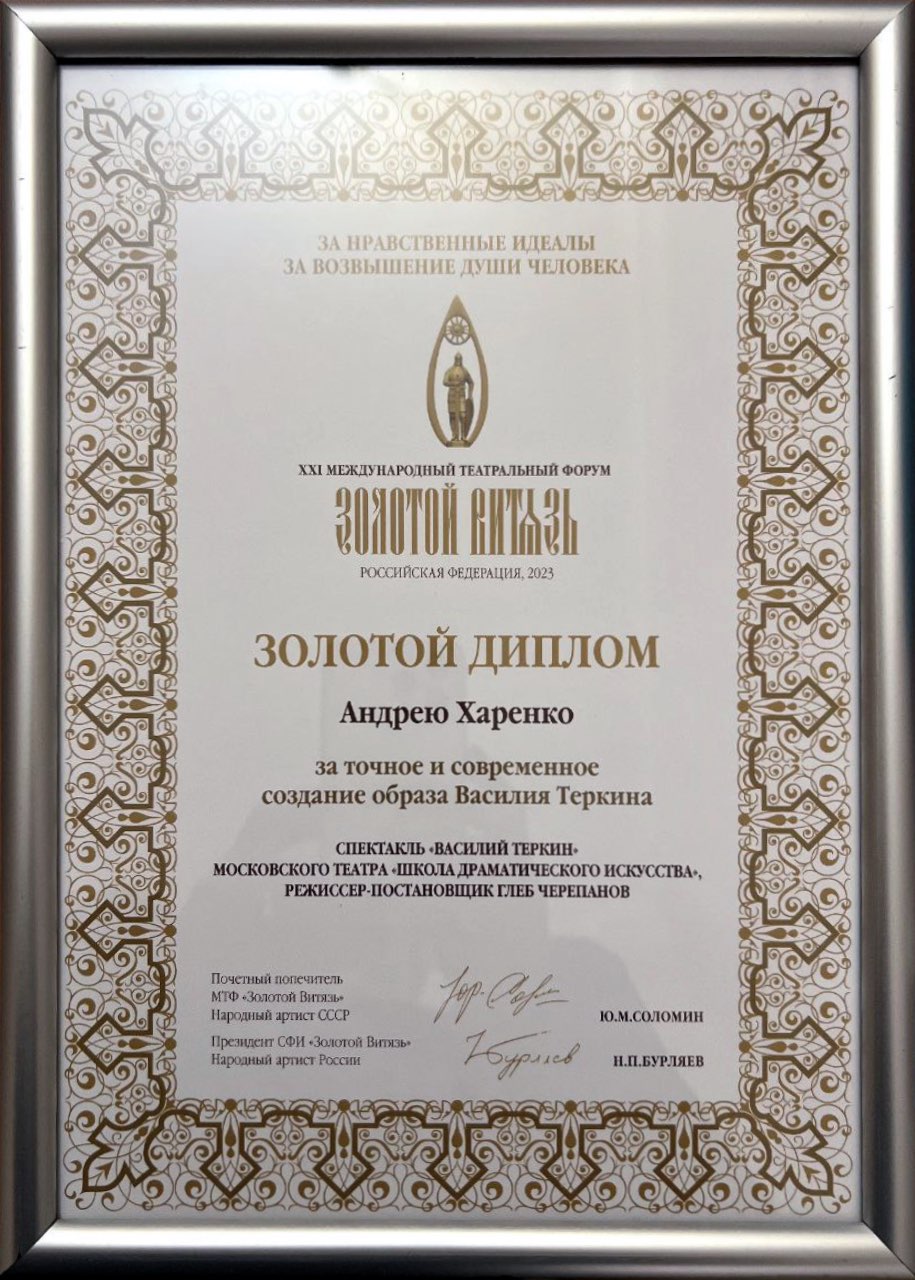 ЗА НРАВСТВЕННЫЕ ИДЕАЛЫ
ЗА ВОЗВЫШЕНИЕ ДУШИ ЧЕЛОВЕКА
XXI МЕЖДУНАРОДНЫЙ ТЕАТРАЛЬНЫЙ ФОРУМ
ЗОЛОТОЙ ВИТЯЗЬ
РОССИЙСКАЯ ФЕДЕРАЦИЯ, 2023
ЗОЛОТОЙ ДИПЛОМ
Андрею Харенко
за точное и современное
создание образа Василия Теркина
СПЕКТАКЛЬ «ВАСИЛИЙ ТЕРКИН»
МОСКОВСКОГО ТЕАТРА «ШКОЛА ДРАМАТИЧЕСКОГО ИСКУССТВА»,
РЕЖИССЕР-ПОСТАНОВЩИК ГЛЕБ ЧЕРЕПАНОВ
Почетный попечитель
МТФ «Золотой Витязь»
Народный артист СССР
Ю.М.СОЛОМИН
Президент СФИ «Золотой Витязь»
Народный артист России
Н.П.БУРЛЯЕВ